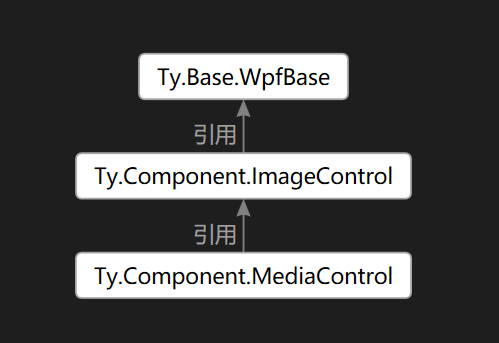 Ty.Base.WpfBase
引用
Ty.Component.ImageControl
引用
Ty.Component.MediaControl